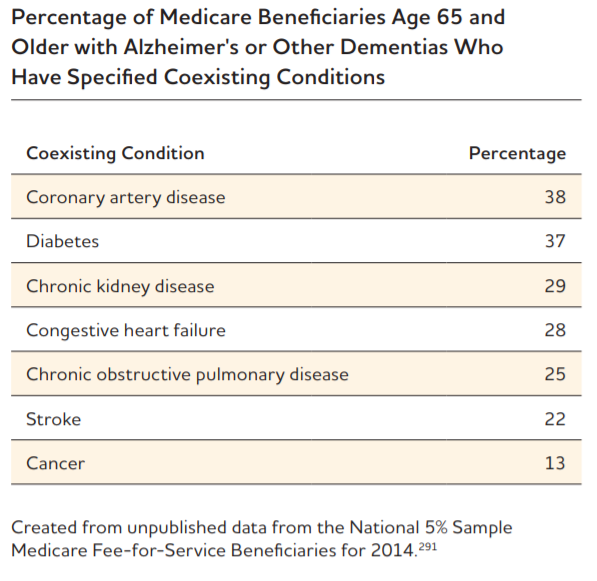 Percentage of Medicare Beneficiaries Age 65 and
Older with Alzheimer's or Other Dementias Who
Have Specified Coexisting Conditions
Coexisting Condition Percentage
Coronary artery disease 38
Diabetes 37
Chronic kidney disease 29
Congestive heart failure 28
Chronic obstructive pulmonary disease 25
Stroke 22
Cancer 13
Created from unpublished data from the National 5% Sample
Medicare Fee-for-Service Beneficiaries for 2014.²⁹¹